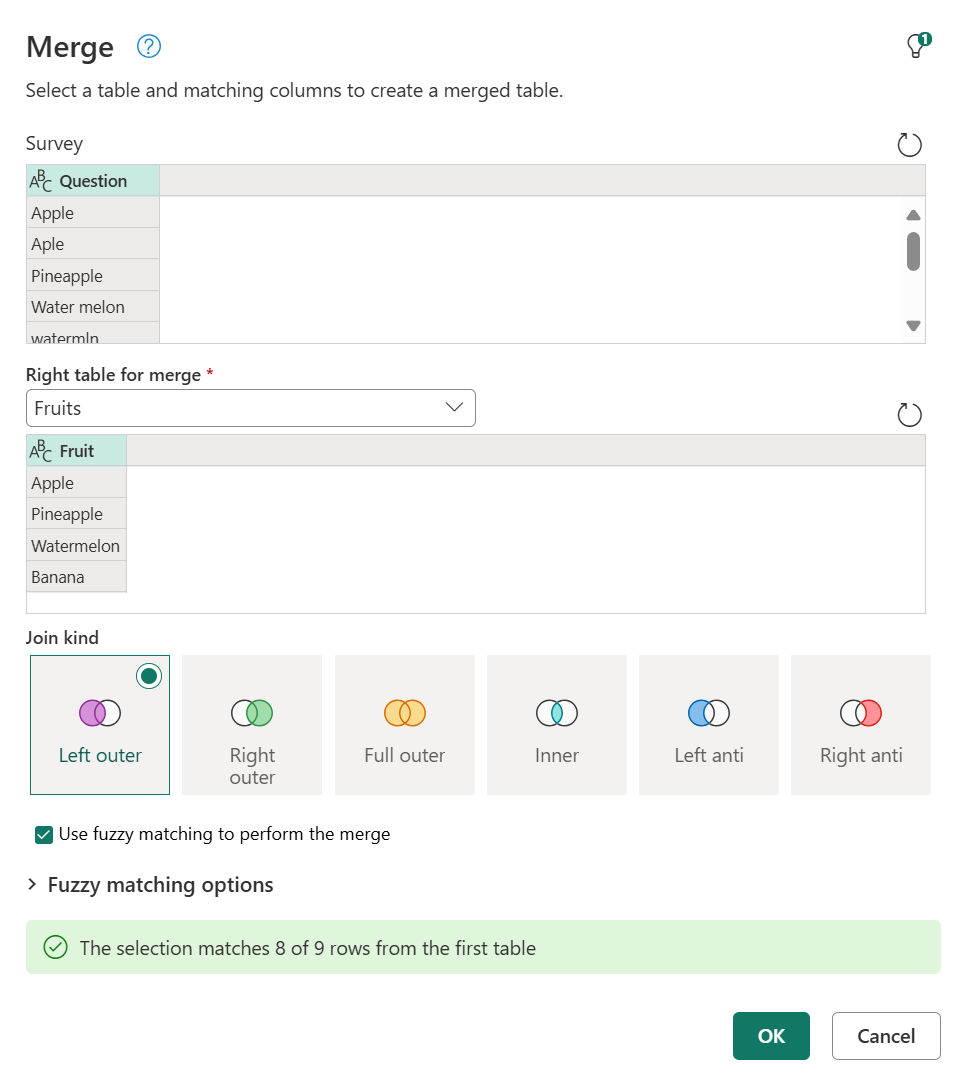 Merge
1
Select a table and matching columns to create a merged table.
Survey
ABC Question
Apple
Aple
Pineapple
Water melon
watermln
Right table for merge *
Fruits
ABC Fruit
Apple
Pineapple
Watermelon
Banana
Join kind
Left outer
Right
outer
Full outer
Inner
Left anti
Right anti
Use fuzzy matching to perform the merge
Fuzzy matching options
The selection matches 8 of 9 rows from the first table
OK
Cancel